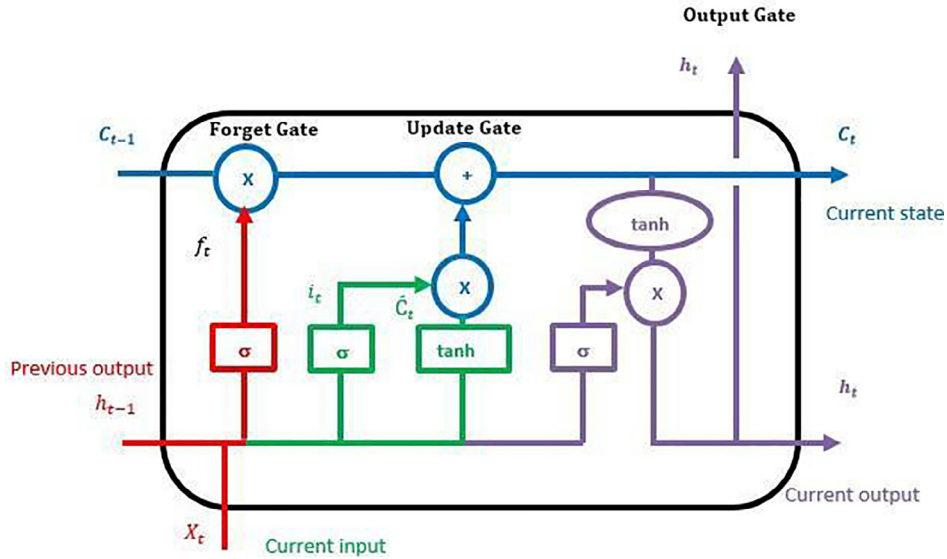 Output Gate
h_t
C_{t-1}
Forget Gate
Update Gate
C_t
X
+
Current state
tanh
f_t
i_t
Ĉ_t
X
X
σ
σ
tanh
σ
Previous output
h_{t-1}
h_t
Current output
X_t
Current input